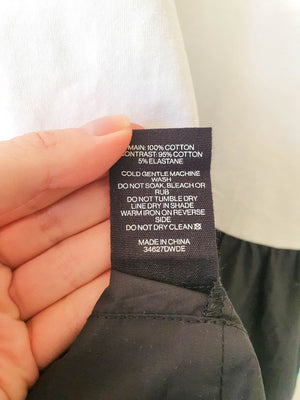 MAIN: 100% COTTON
CONTRAST: 95% COTTON
5% ELASTANE
COLD GENTLE MACHINE
WASH
DO NOT SOAK, BLEACH OR
RUB
DO NOT TUMBLE DRY
LINE DRY IN SHADE
WARM IRON ON REVERSE
SIDE
DO NOT DRY CLEAN
MADE IN CHINA
34627DWDE